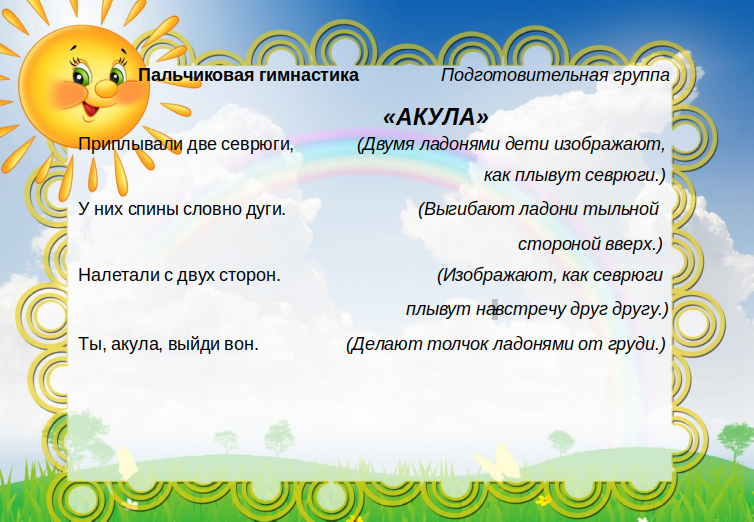 Пальчиковая гимнастика Подготовительная группа
«АКУЛА»
Приплывали две севрюги, (Двумя ладонями дети изображают,
как плывут севрюги.)
У них спины словно дуги. (Выгибают ладони тыльной
стороной вверх.)
Налетали с двух сторон. (Изображают, как севрюги
плывут навстречу друг другу.)
Ты, акула, выйди вон. (Делают толчок ладонями от груди.)